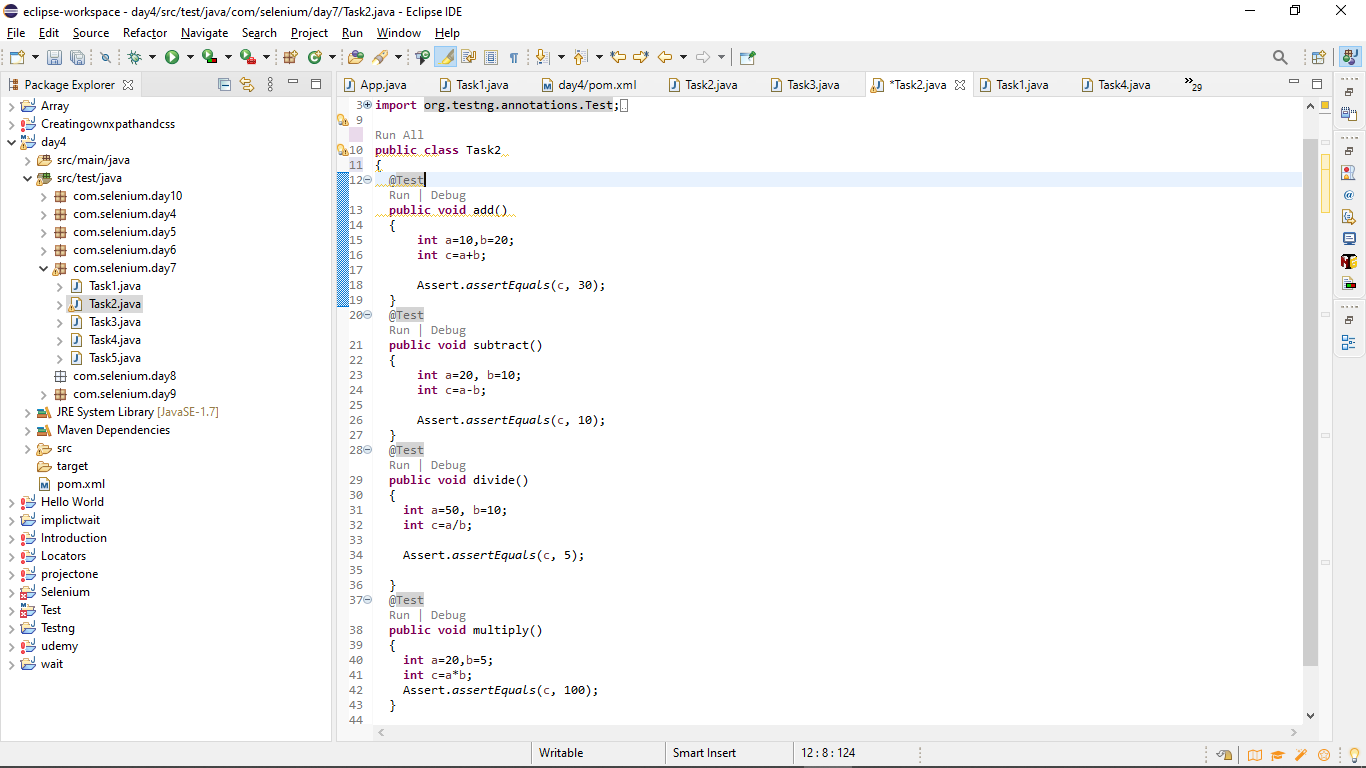 eclipse-workspace - day4/src/test/java/com/selenium/day7/Task2.java - Eclipse IDE
File Edit Source Refactor Navigate Search Project Run Window Help
Package Explorer
Array
Creatingownxpathandcss
day4
src/main/java
src/test/java
com.selenium.day10
com.selenium.day4
com.selenium.day5
com.selenium.day6
com.selenium.day7
Task1.java
Task2.java
Task3.java
Task4.java
Task5.java
com.selenium.day8
com.selenium.day9
JRE System Library [JavaSE-1.7]
Maven Dependencies
src
target
pom.xml
Hello World
implictwait
Introduction
Locators
projectone
Selenium
Test
Testng
udemy
wait
App.java Task1.java day4/pom.xml Task2.java Task3.java *Task2.java Task1.java Task4.java »29
3 import org.testng.annotations.Test;
9
Run All
10 public class Task2
11 {
12 @Test
Run | Debug
13 public void add()
14 {
15 int a=10,b=20;
16 int c=a+b;
17
18 Assert.assertEquals(c, 30);
19 }
20 @Test
Run | Debug
21 public void subtract()
22 {
23 int a=20, b=10;
24 int c=a-b;
25
26 Assert.assertEquals(c, 10);
27 }
28 @Test
Run | Debug
29 public void divide()
30 {
31 int a=50, b=10;
32 int c=a/b;
33
34 Assert.assertEquals(c, 5);
35
36 }
37 @Test
Run | Debug
38 public void multiply()
39 {
40 int a=20,b=5;
41 int c=a*b;
42 Assert.assertEquals(c, 100);
43 }
44
Writable Smart Insert 12 : 8 : 124